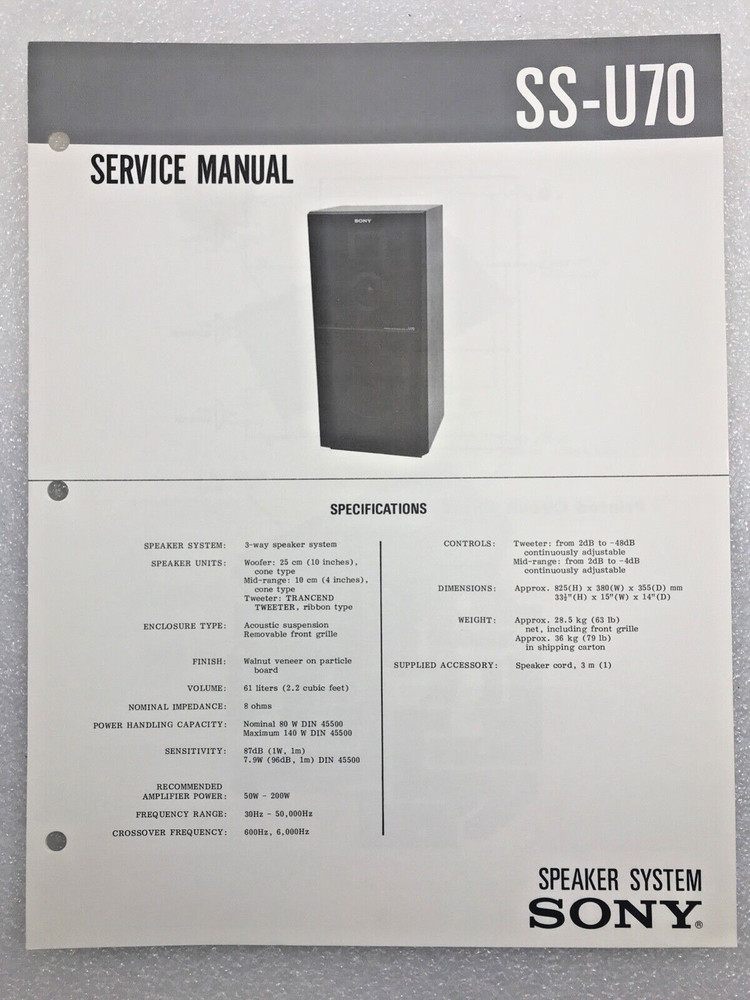 SS-U70
SERVICE MANUAL
SONY
SPECIFICATIONS
SPEAKER SYSTEM: 3-way speaker system
SPEAKER UNITS: Woofer: 25 cm (10 inches),
cone type
Mid-range: 10 cm (4 inches),
cone type
Tweeter: TRANCEND
TWEETER, ribbon type
ENCLOSURE TYPE: Acoustic suspension
Removable front grille
FINISH: Walnut veneer on particle
board
VOLUME: 61 liters (2.2 cubic feet)
NOMINAL IMPEDANCE: 8 ohms
POWER HANDLING CAPACITY: Nominal 80 W DIN 45500
Maximum 140 W DIN 45500
SENSITIVITY: 87dB (1W, 1m)
7.9W (96dB, 1m) DIN 45500
RECOMMENDED
AMPLIFIER POWER: 50W - 200W
FREQUENCY RANGE: 30Hz - 50,000Hz
CROSSOVER FREQUENCY: 600Hz, 6,000Hz
CONTROLS: Tweeter: from 2dB to -48dB
continuously adjustable
Mid-range: from 2dB to -4dB
continuously adjustable
DIMENSIONS: Approx. 825(H) x 380(W) x 355(D) mm
33½"(H) x 15"(W) x 14"(D)
WEIGHT: Approx. 28.5 kg (63 lb)
net, including front grille
Approx. 36 kg (79 lb)
in shipping carton
SUPPLIED ACCESSORY: Speaker cord, 3 m (1)
SPEAKER SYSTEM
SONY®